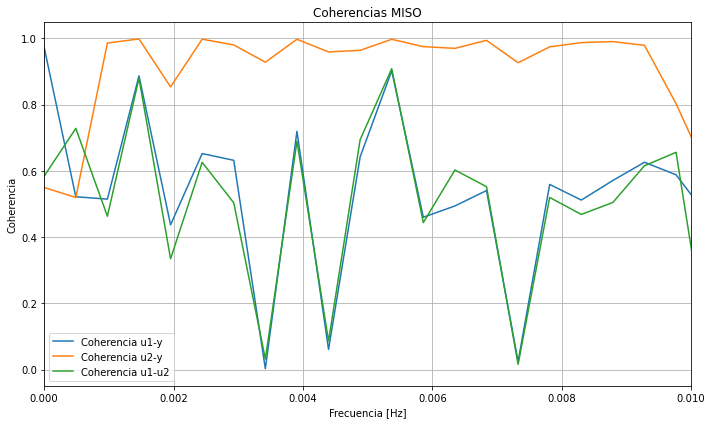 Coherencias MISO
1.0
0.8
0.6
0.4
0.2
0.0
Coherencia
Coherencia u1-y
Coherencia u2-y
Coherencia u1-u2
0.000 0.002 0.004 0.006 0.008 0.010
Frecuencia [Hz]